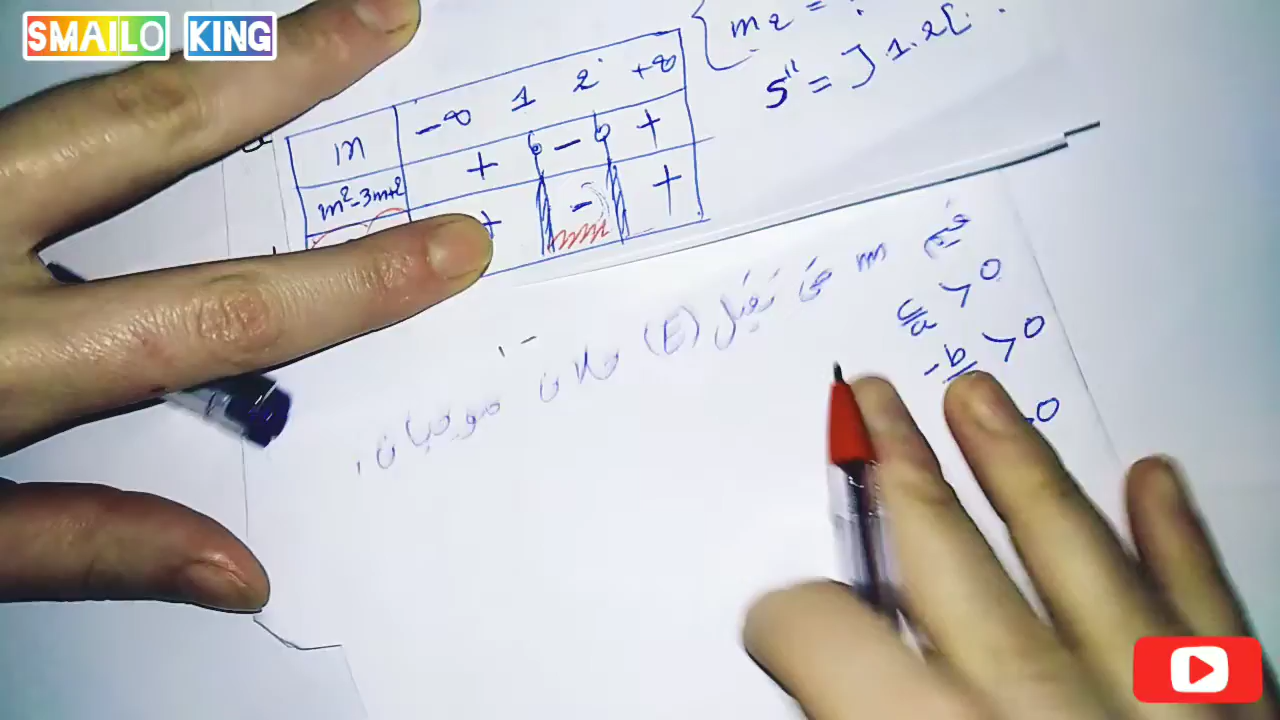 SMAILO KING
m2 = ?
S" = ]1.2[
m -∞ 1 2 +∞
m²-3m+2 + 0 - 0 +
+ - +
قيم m حتى تقبل (E) حلان موجبان
c/a > 0
-b/ > 0
> 0